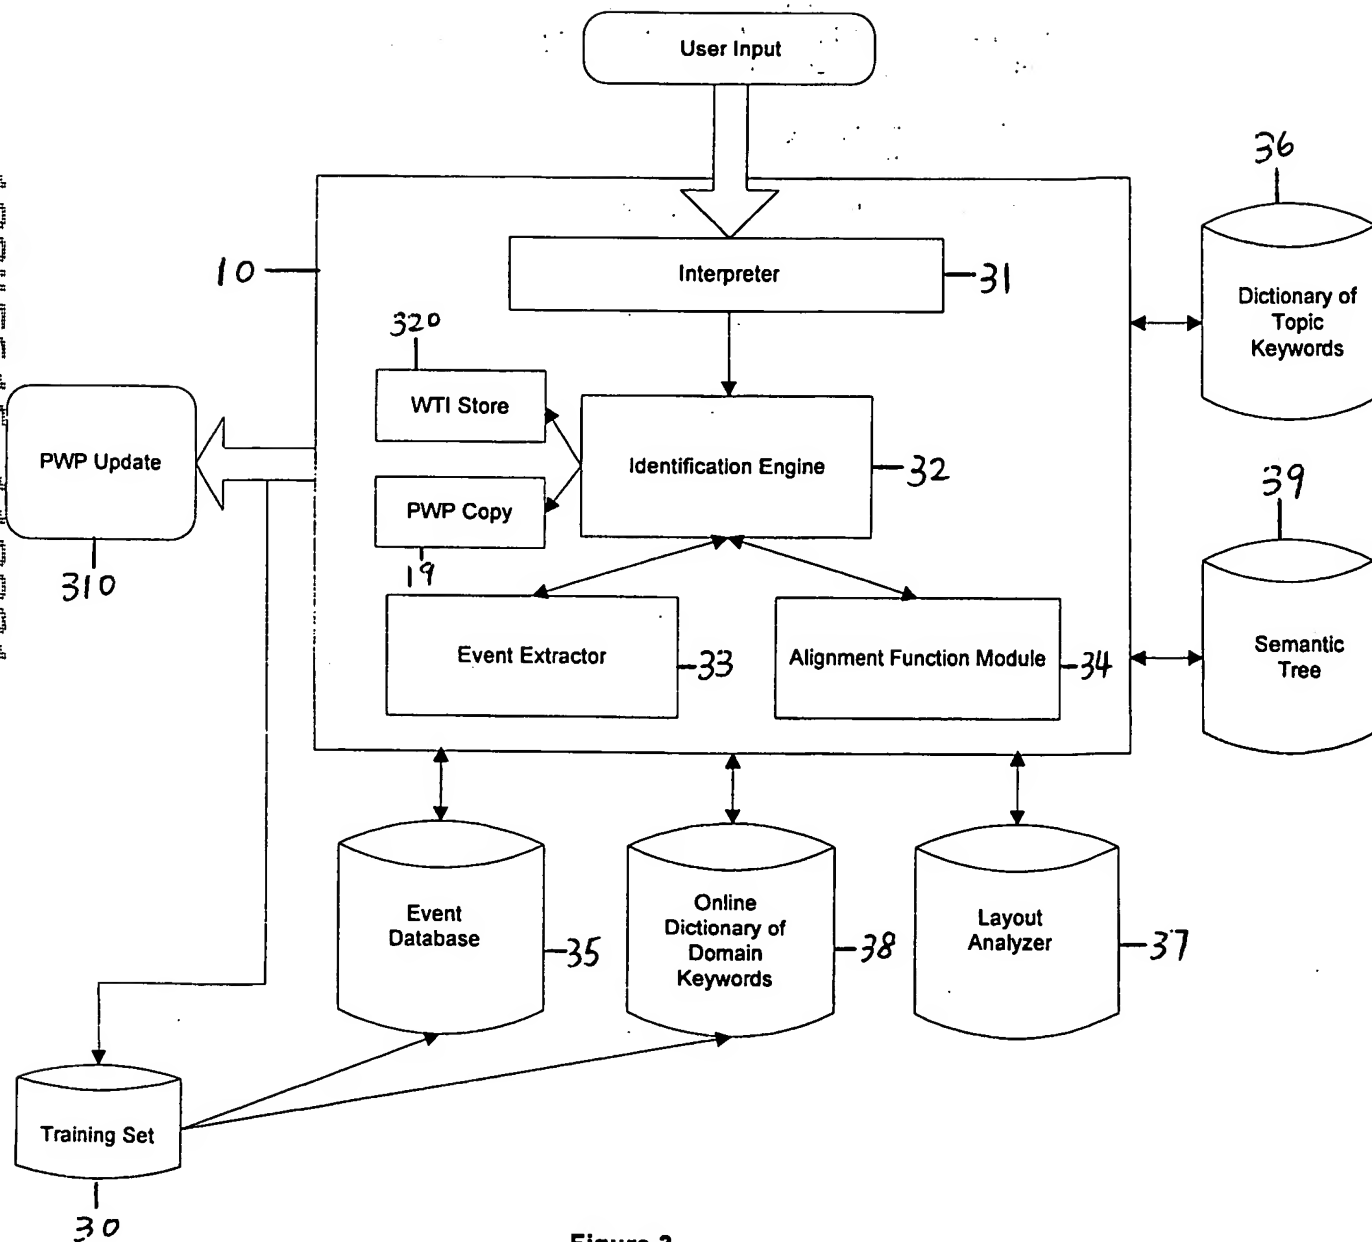 User Input
36
10
Interpreter
31
Dictionary of
Topic
Keywords
320
WTI Store
PWP Update
Identification Engine
32
PWP Copy
39
310
19
Event Extractor
33
Alignment Function Module
34
Semantic
Tree
Event
Database
35
Online
Dictionary of
Domain
Keywords
38
Layout
Analyzer
37
Training Set
30